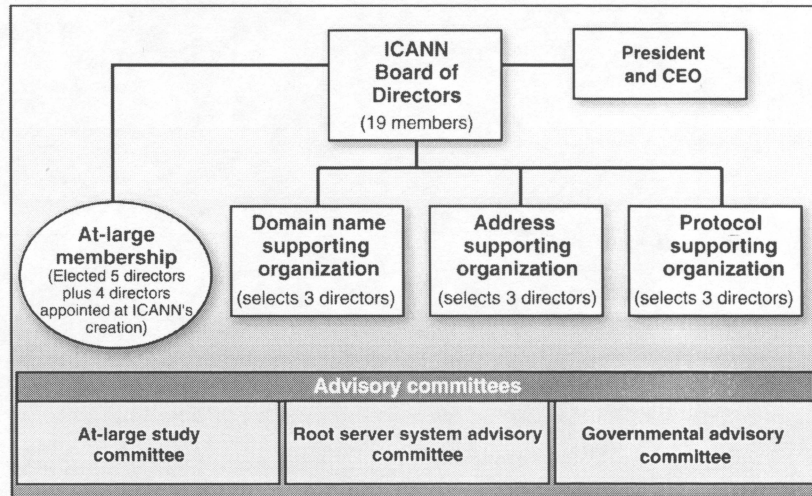 ICANN
Board of
Directors
(19 members)
President
and CEO
At-large
membership
(Elected 5 directors
plus 4 directors
appointed at ICANN's
creation)
Domain name
supporting
organization
(selects 3 directors)
Address
supporting
organization
(selects 3 directors)
Protocol
supporting
organization
(selects 3 directors)
Advisory committees
At-large study
committee
Root server system advisory
committee
Governmental advisory
committee